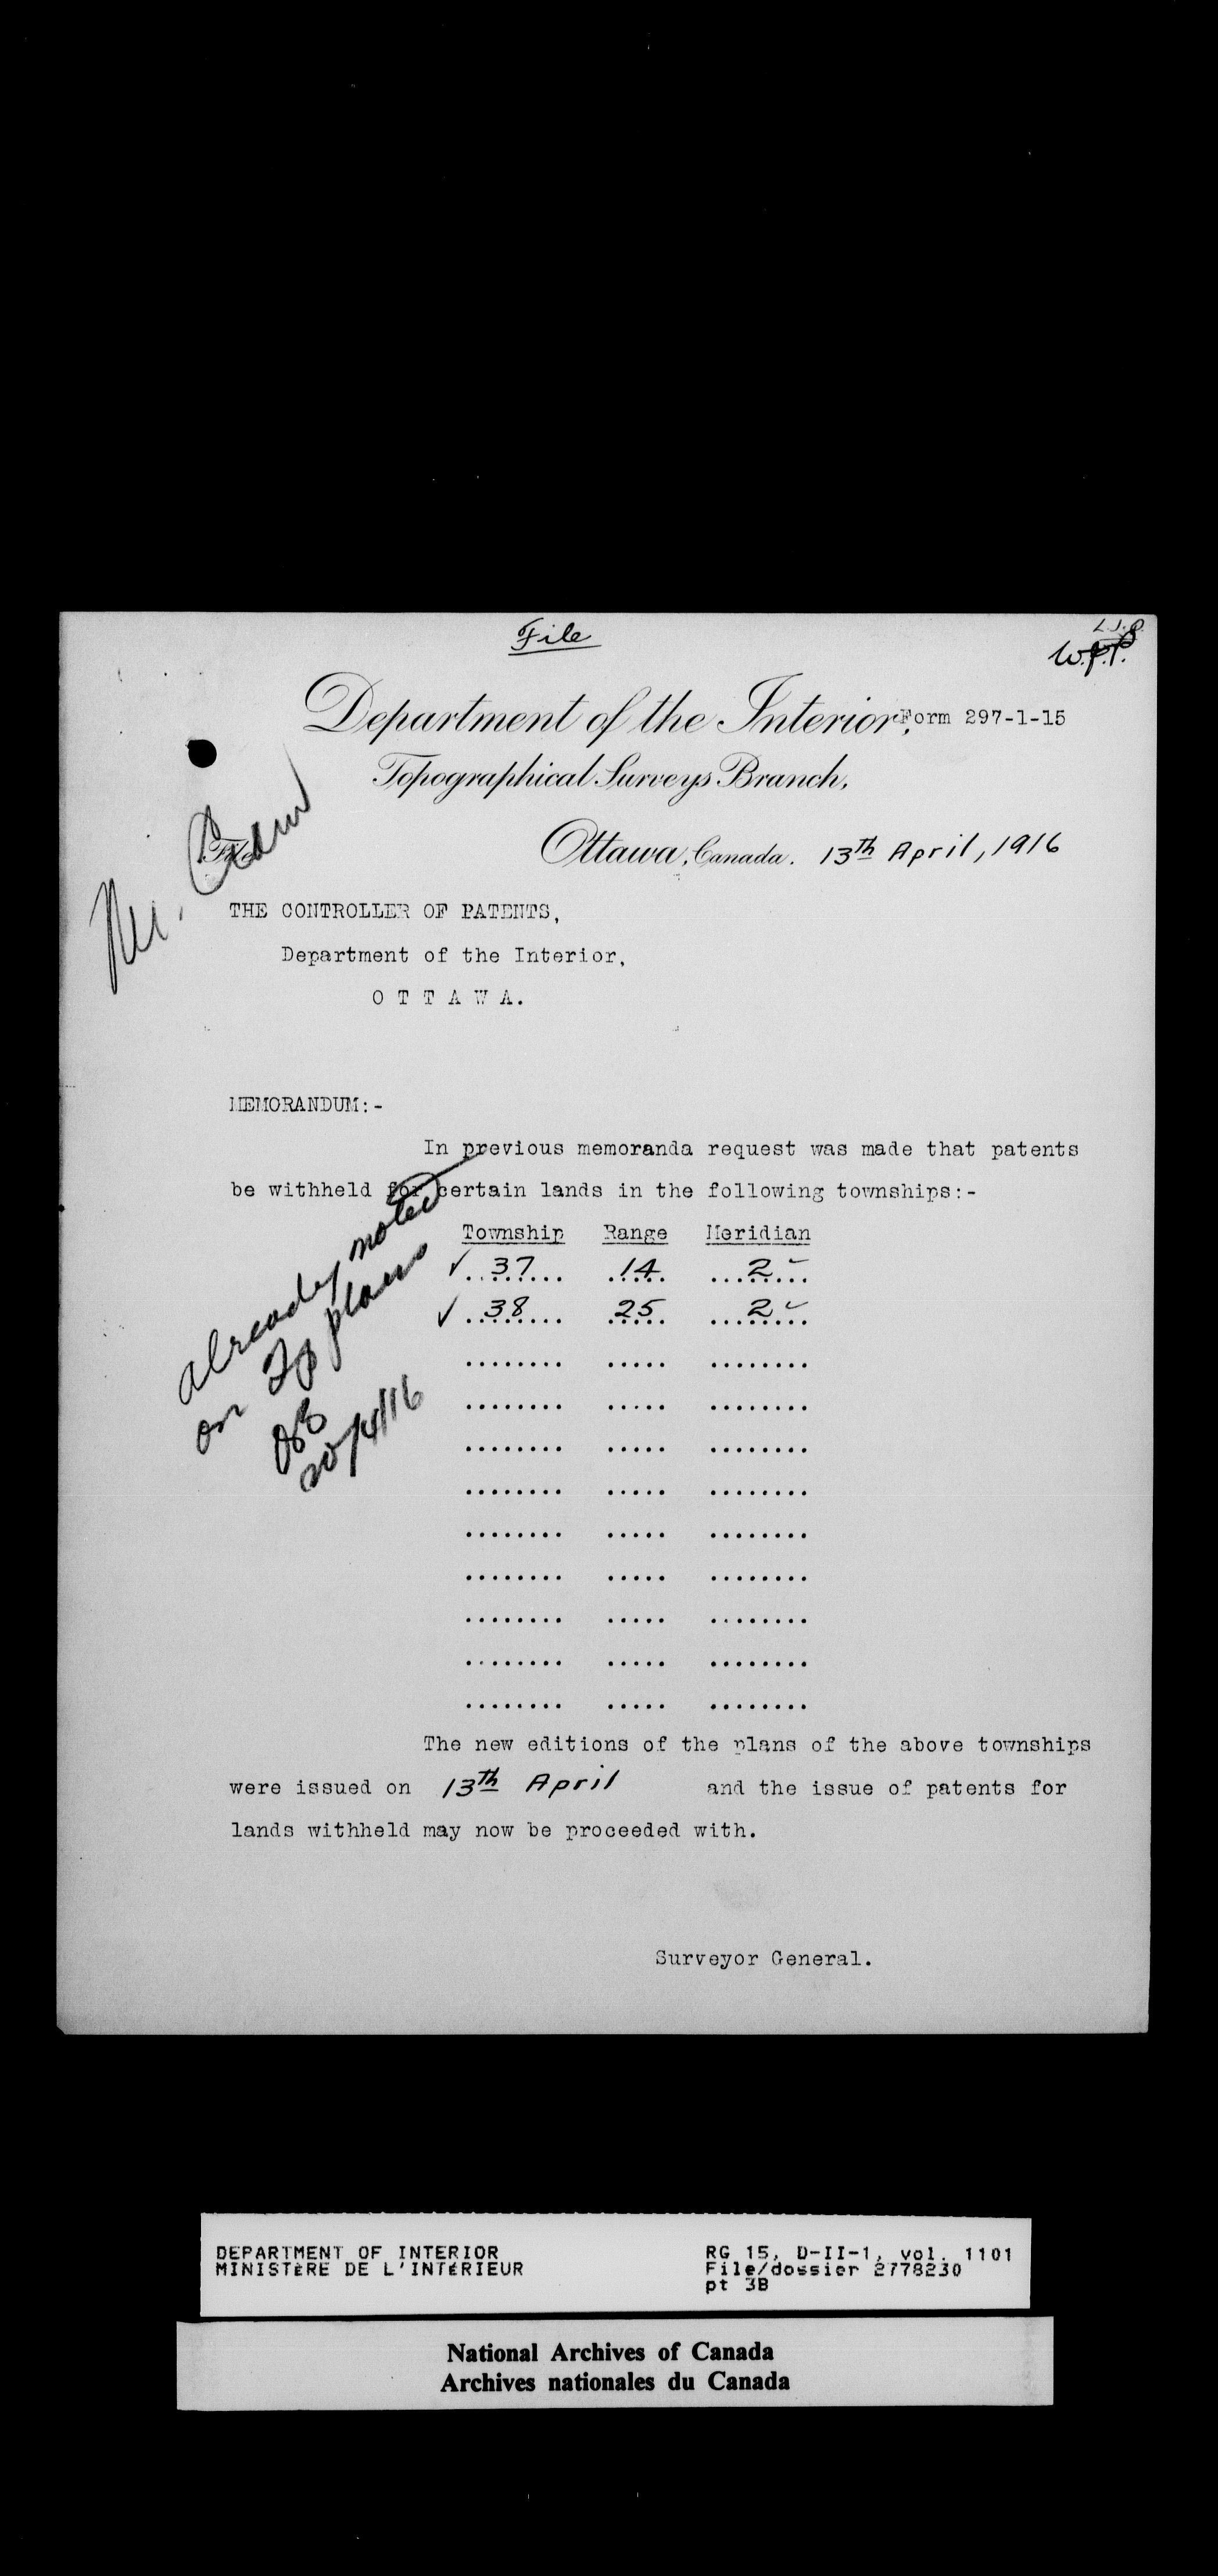 File
W.J.P.
Department of the Interior,
Form 297-1-15
Topographical Surveys Branch,
Ottawa, Canada. 13th April, 1916
File
THE CONTROLLER OF PATENTS,
Department of the Interior,
O T T A W A.
MEMORANDUM:-
In previous memoranda request was made that patents
be withheld for certain lands in the following townships:-
Township Range Meridian
✓ 37 14 2
✓ 38 25 2
........ ..... ........
........ ..... ........
........ ..... ........
........ ..... ........
........ ..... ........
........ ..... ........
........ ..... ........
........ ..... ........
........ ..... ........
already noted
on Tp plans
20/4/16
The new editions of the plans of the above townships
were issued on 13th April and the issue of patents for
lands withheld may now be proceeded with.
Surveyor General.
DEPARTMENT OF INTERIOR
MINISTÈRE DE L'INTÉRIEUR
RG 15, D-II-1, vol. 1101
File/dossier 2778230
pt 3B
National Archives of Canada
Archives nationales du Canada